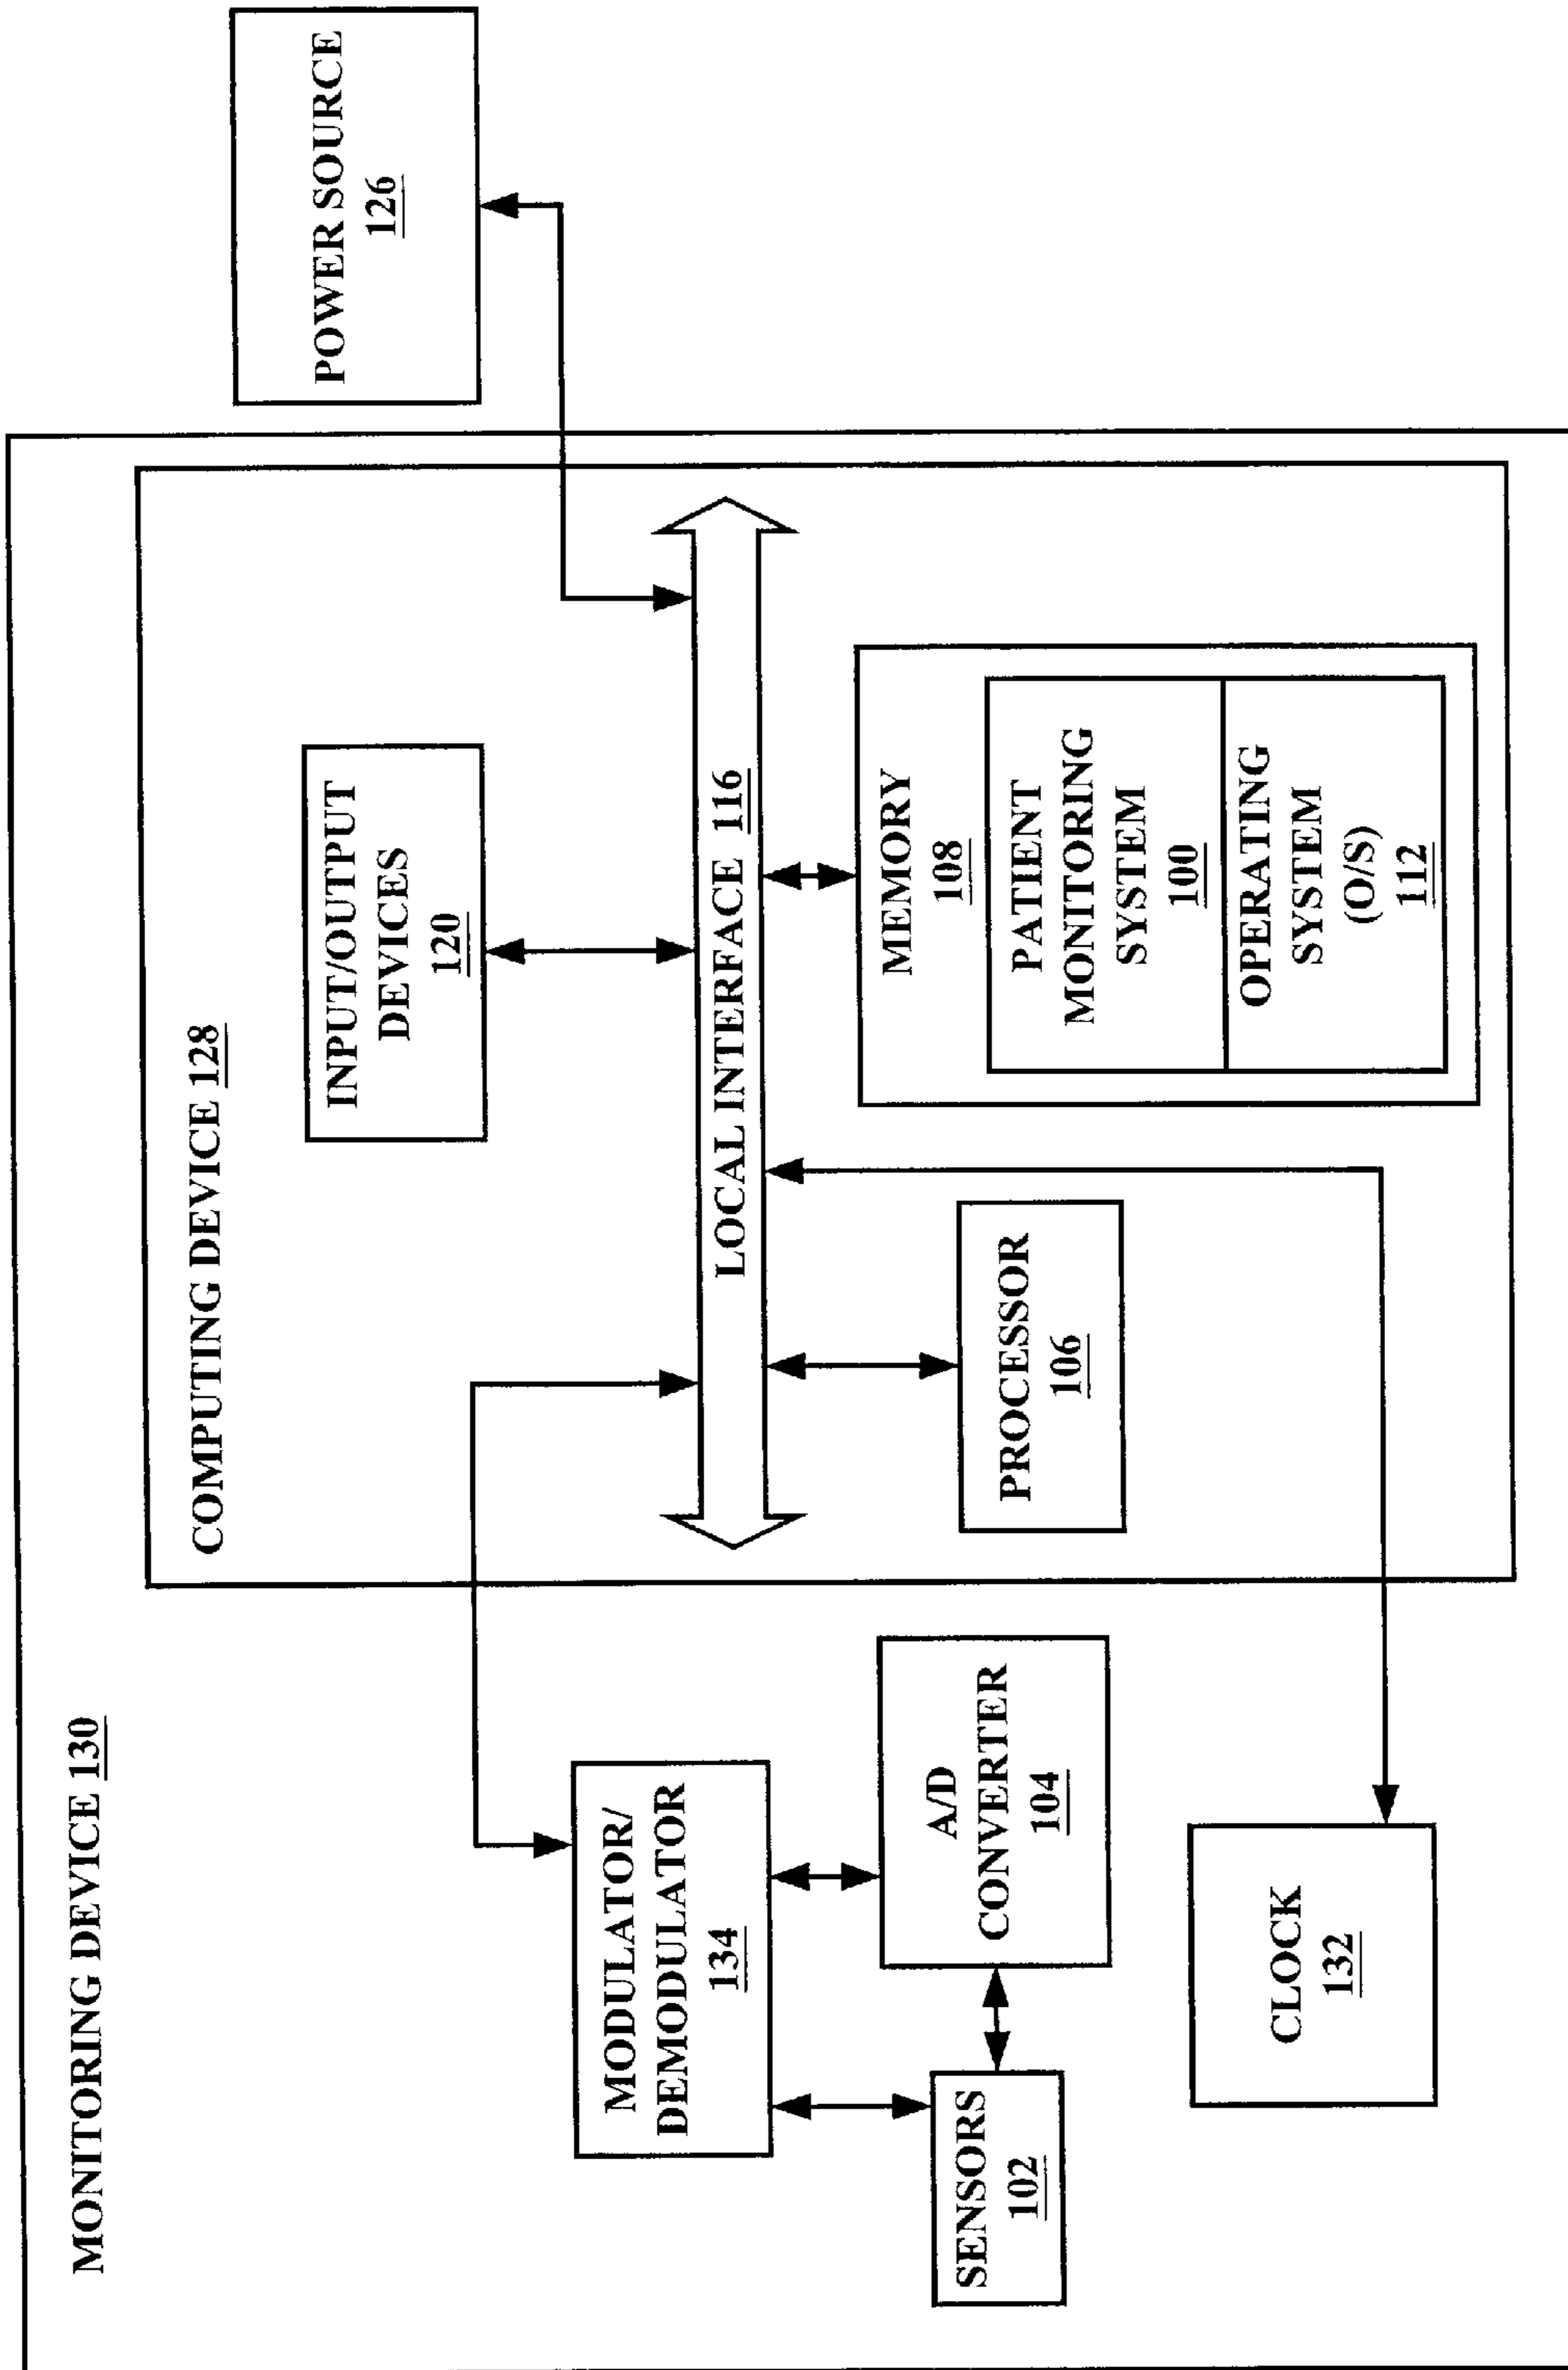 MONITORING DEVICE 130
COMPUTING DEVICE 128
POWER SOURCE
126
INPUT/OUTPUT
DEVICES
120
MODULATOR/
DEMODULATOR
134
LOCAL INTERFACE 116
SENSORS
102
A/D
CONVERTER
104
PROCESSOR
106
MEMORY
108
PATIENT
MONITORING
SYSTEM
100
OPERATING
SYSTEM
(O/S)
112
CLOCK
132